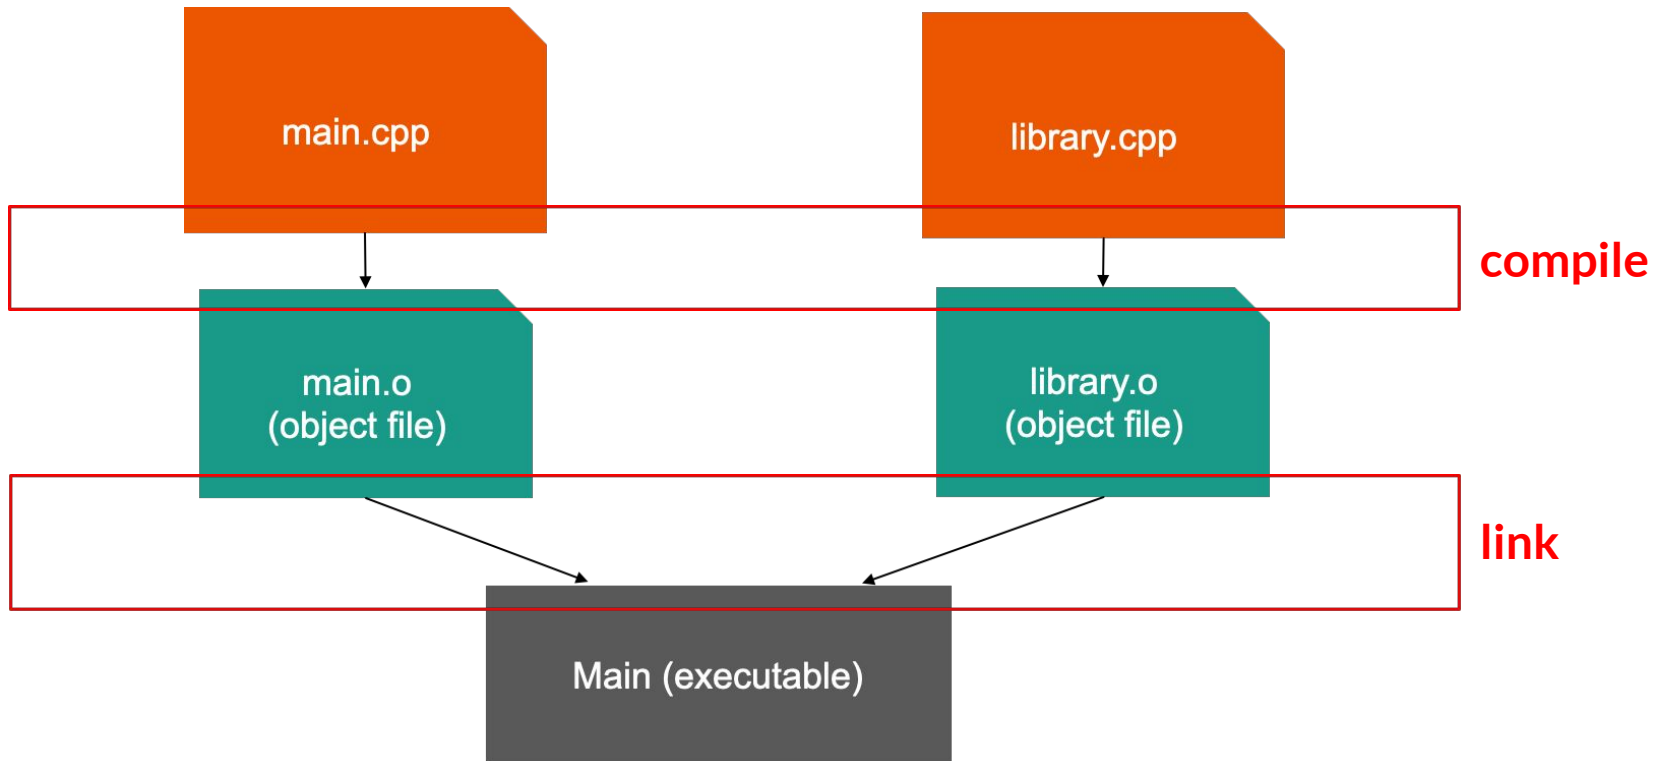 main.cpp
library.cpp
compile
main.o
(object file)
library.o
(object file)
link
Main (executable)